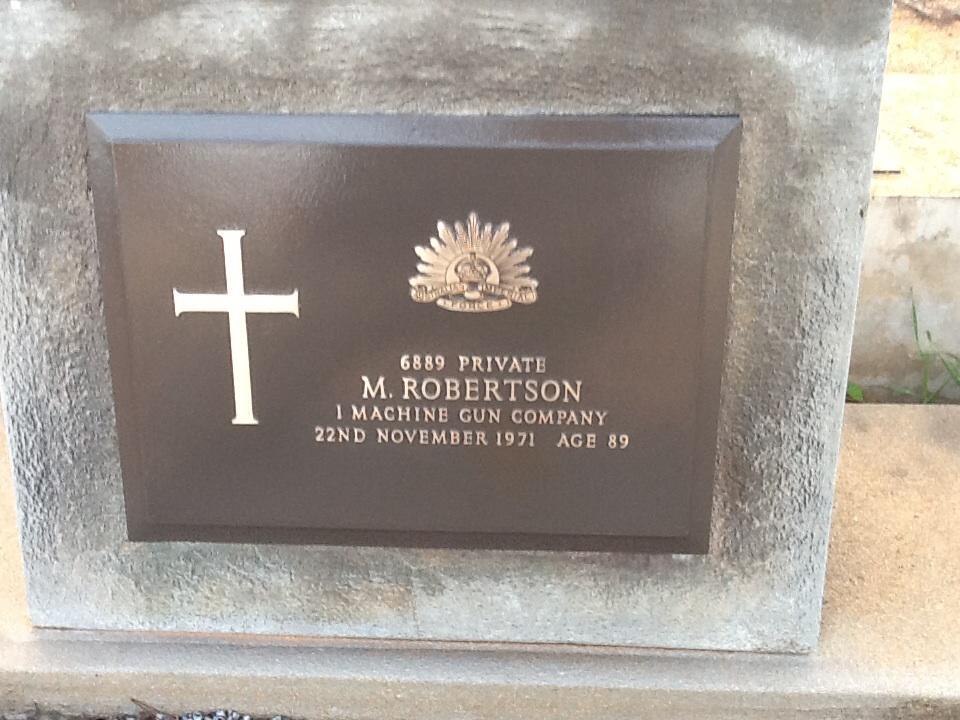 6889 PRIVATE
M. ROBERTSON
1 MACHINE GUN COMPANY
22ND NOVEMBER 1971 AGE 89